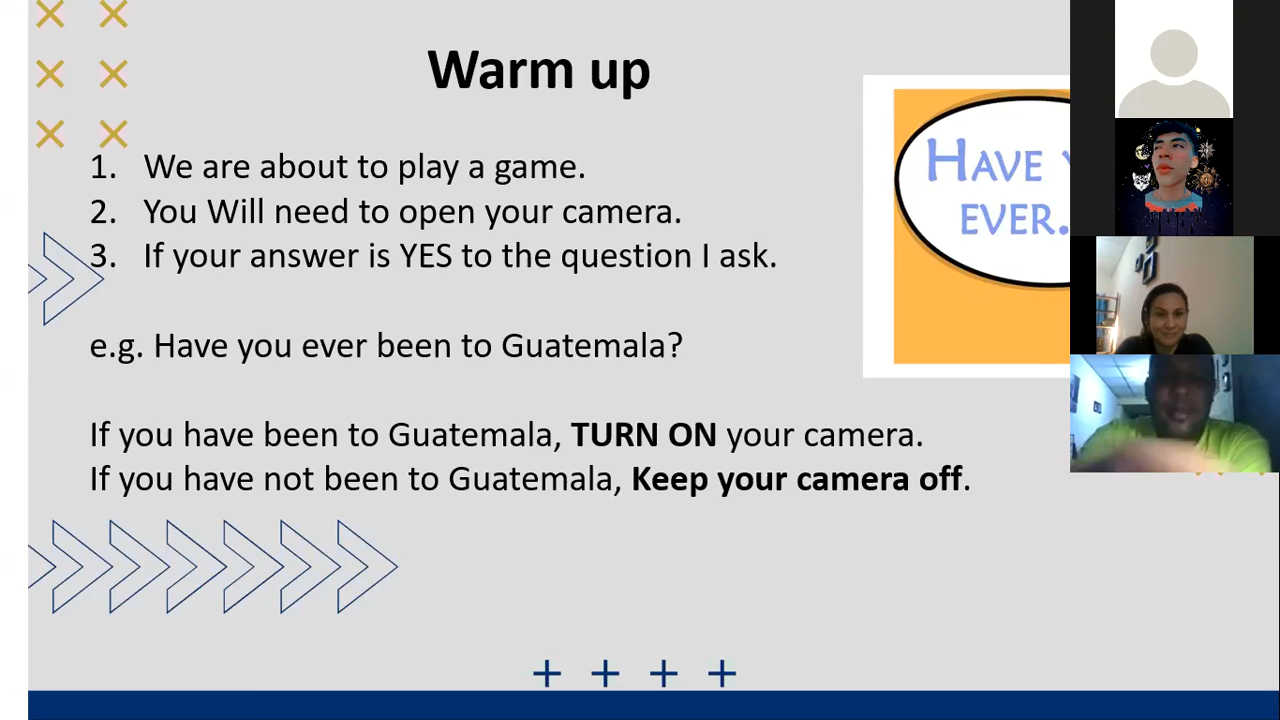 Warm up
1. We are about to play a game.
2. You Will need to open your camera.
3. If your answer is YES to the question I ask.
e.g. Have you ever been to Guatemala?
If you have been to Guatemala, TURN ON your camera.
If you have not been to Guatemala, Keep your camera off.
HAVE
EVER.